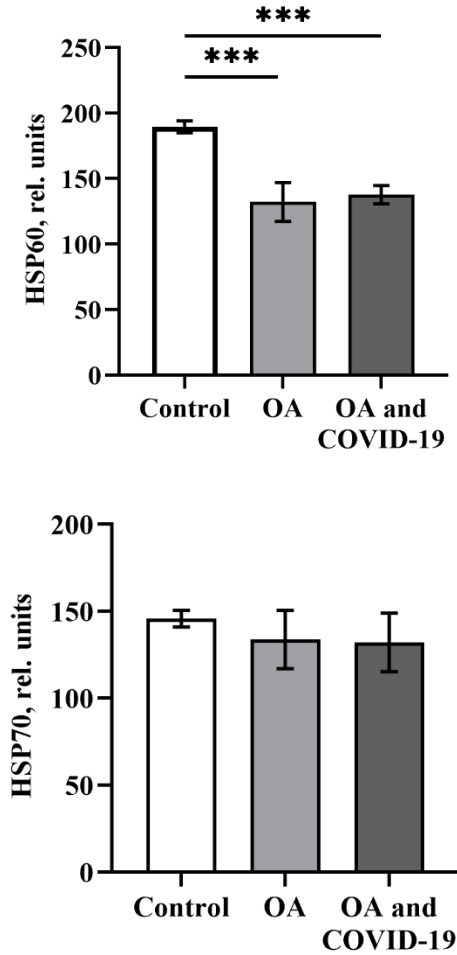 ***
***
250
200
150
100
50
0
HSP60, rel. units
Control OA OA and
COVID-19
200
150
100
50
0
HSP70, rel. units
Control OA OA and
COVID-19